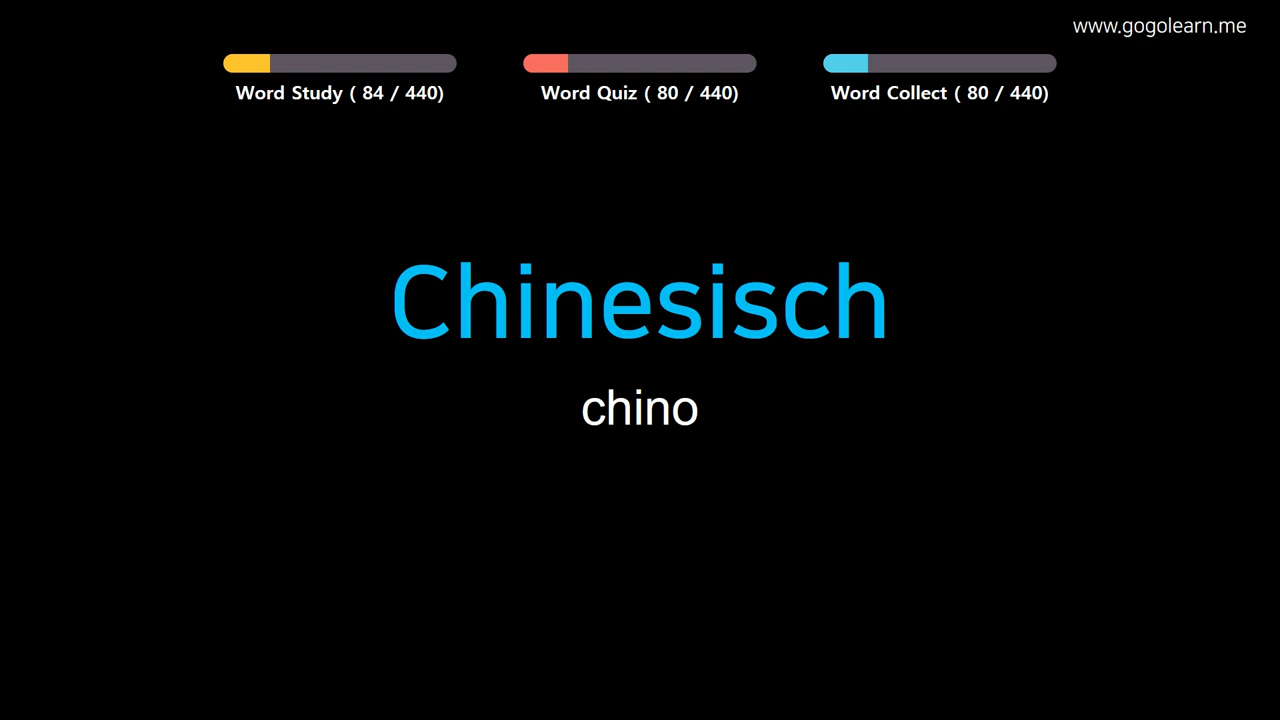 www.gogolearn.me
Word Study ( 84 / 440)
Word Quiz ( 80 / 440)
Word Collect ( 80 / 440)
Chinesisch
chino